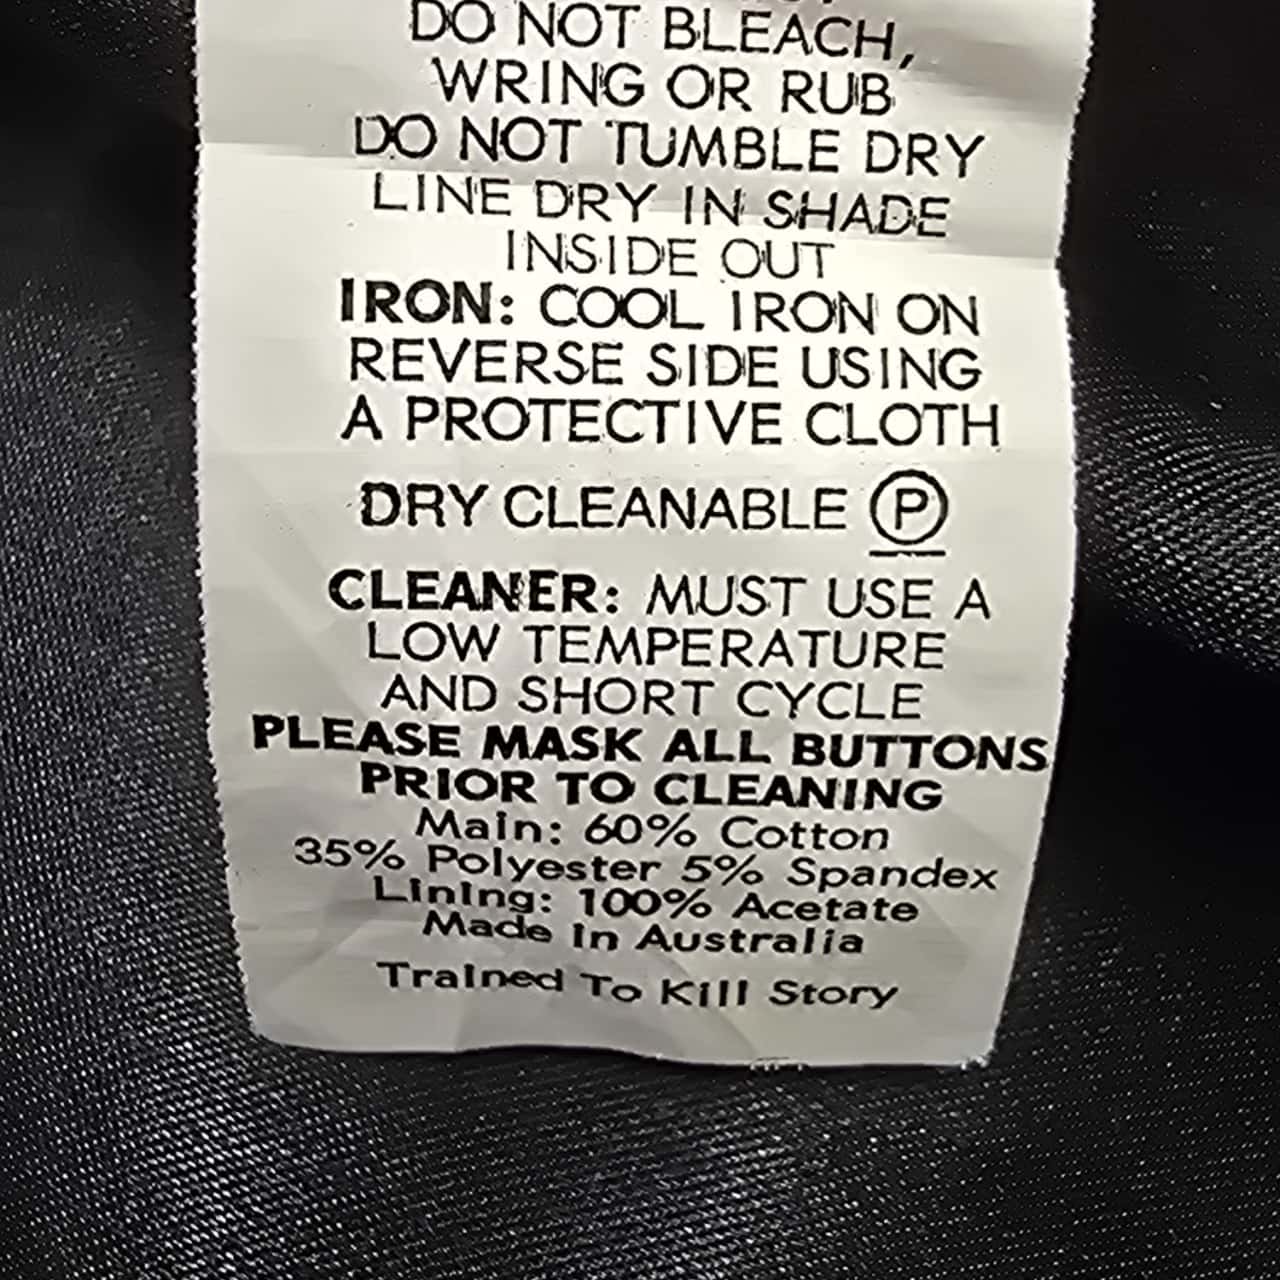 DO NOT BLEACH,
WRING OR RUB
DO NOT TUMBLE DRY
LINE DRY IN SHADE
INSIDE OUT
IRON: COOL IRON ON
REVERSE SIDE USING
A PROTECTIVE CLOTH
DRY CLEANABLE P
CLEANER: MUST USE A
LOW TEMPERATURE
AND SHORT CYCLE
PLEASE MASK ALL BUTTONS
PRIOR TO CLEANING
Main: 60% Cotton
35% Polyester 5% Spandex
Lining: 100% Acetate
Made In Australia
Trained To Kill Story